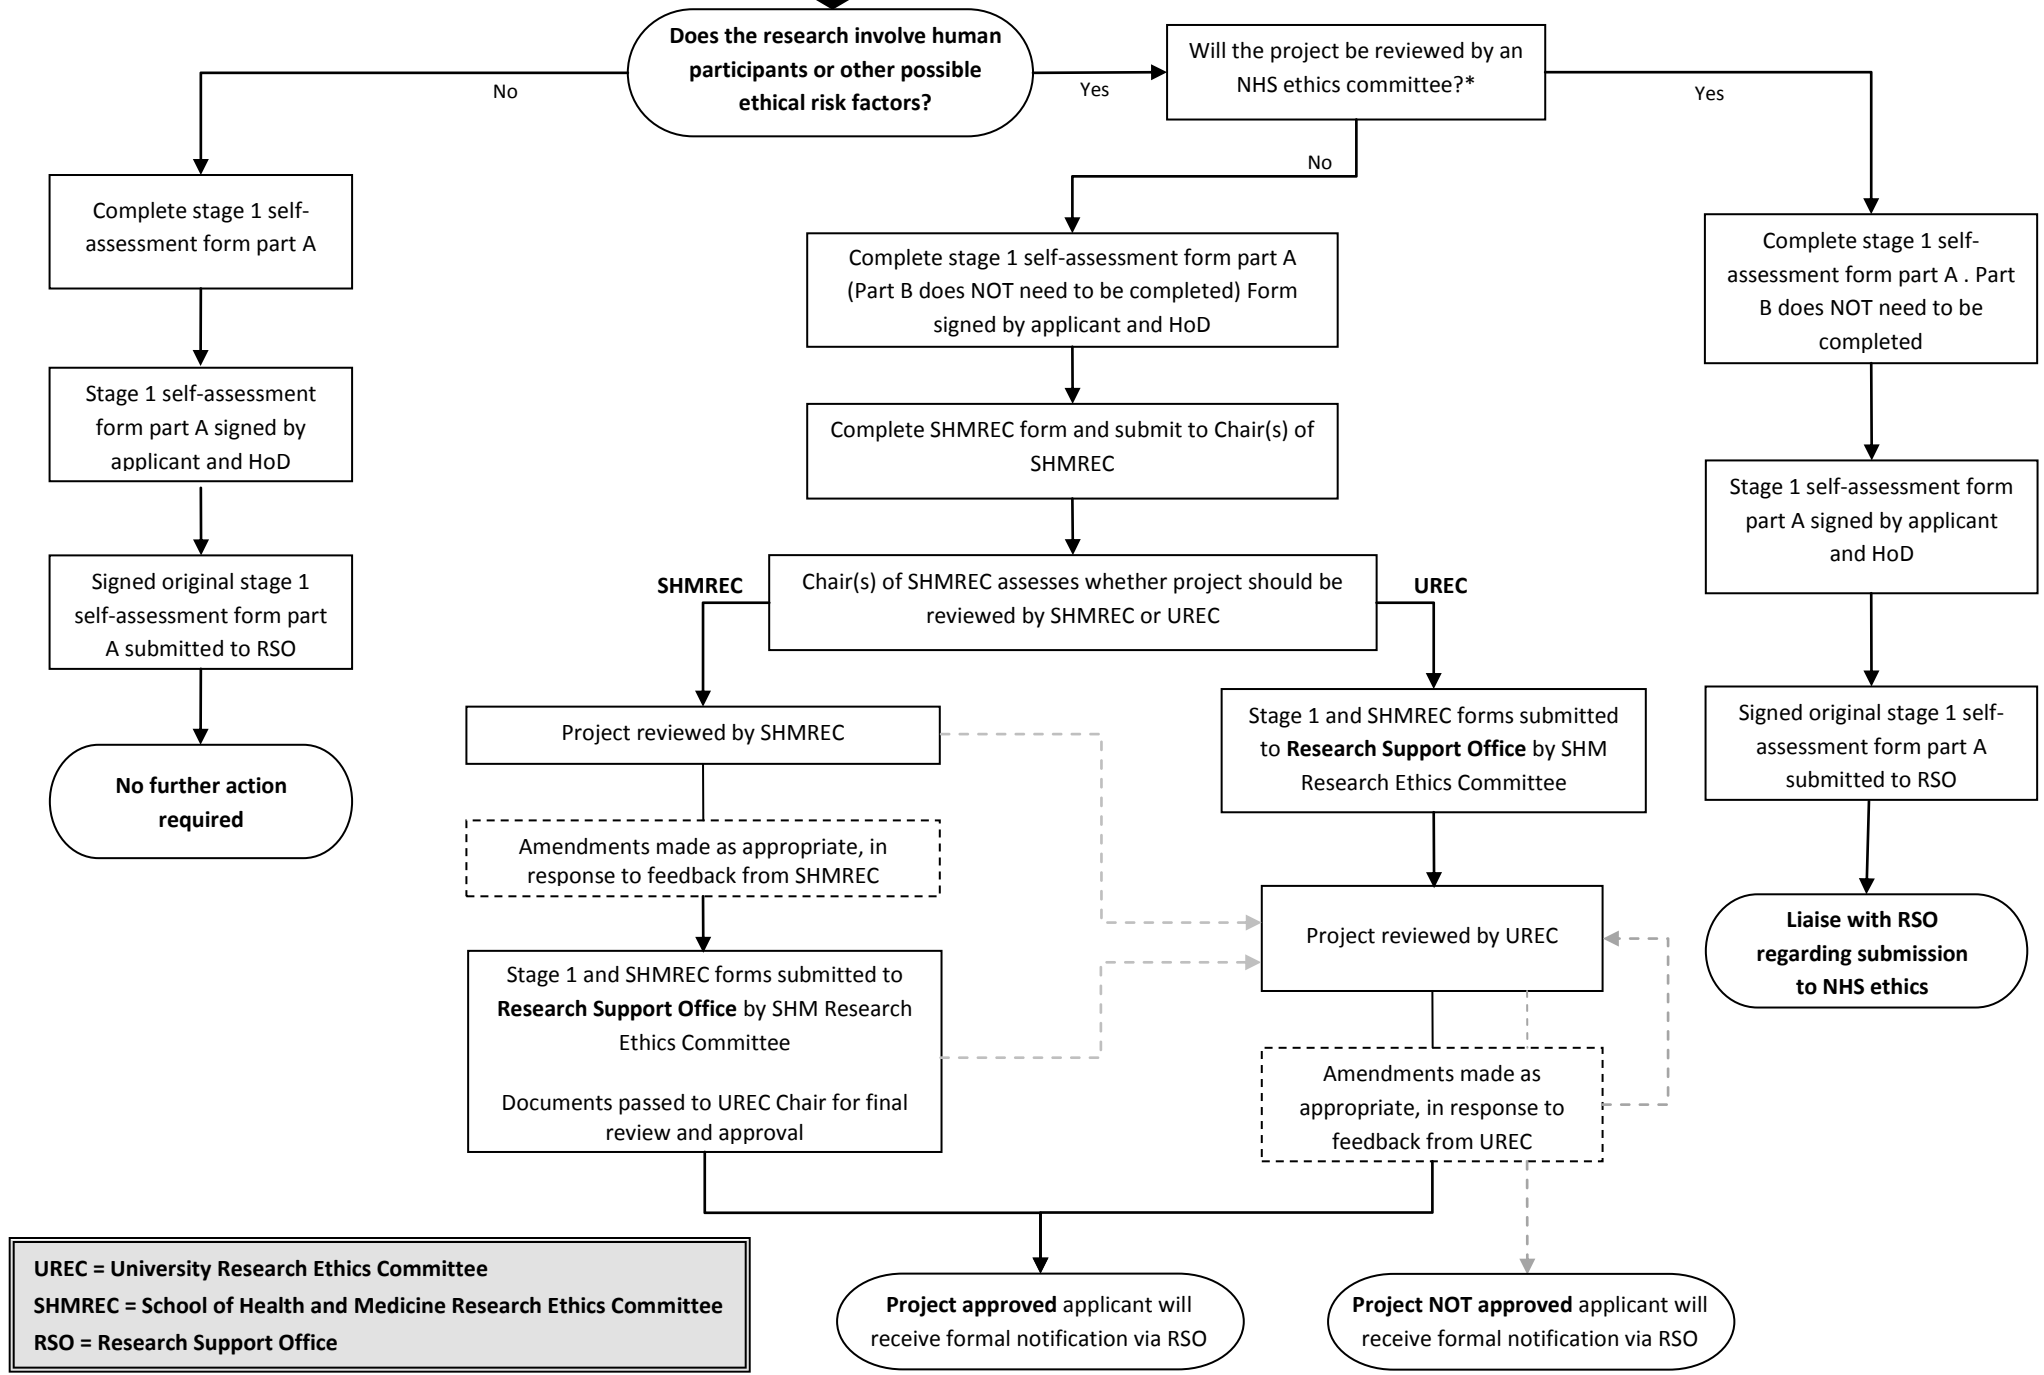 Does the research involve human
participants or other possible
ethical risk factors?
Will the project be reviewed by an
NHS ethics committee?*
No
Yes
Yes
No
Complete stage 1 self-
assessment form part A
Stage 1 self-assessment
form part A signed by
applicant and HoD
Signed original stage 1
self-assessment form part
A submitted to RSO
No further action
required
Complete stage 1 self-assessment form part A
(Part B does NOT need to be completed) Form
signed by applicant and HoD
Complete SHMREC form and submit to Chair(s) of
SHMREC
SHMREC
Chair(s) of SHMREC assesses whether project should be
reviewed by SHMREC or UREC
UREC
Project reviewed by SHMREC
Amendments made as appropriate, in
response to feedback from SHMREC
Stage 1 and SHMREC forms submitted to
Research Support Office by SHM Research
Ethics Committee
Documents passed to UREC Chair for final
review and approval
Stage 1 and SHMREC forms submitted
to Research Support Office by SHM
Research Ethics Committee
Project reviewed by UREC
Amendments made as
appropriate, in response to
feedback from UREC
Complete stage 1 self-
assessment form part A . Part
B does NOT need to be
completed
Stage 1 self-assessment form
part A signed by applicant
and HoD
Signed original stage 1 self-
assessment form part A
submitted to RSO
Liaise with RSO
regarding submission
to NHS ethics
UREC = University Research Ethics Committee
SHMREC = School of Health and Medicine Research Ethics Committee
RSO = Research Support Office
Project approved applicant will
receive formal notification via RSO
Project NOT approved applicant will
receive formal notification via RSO